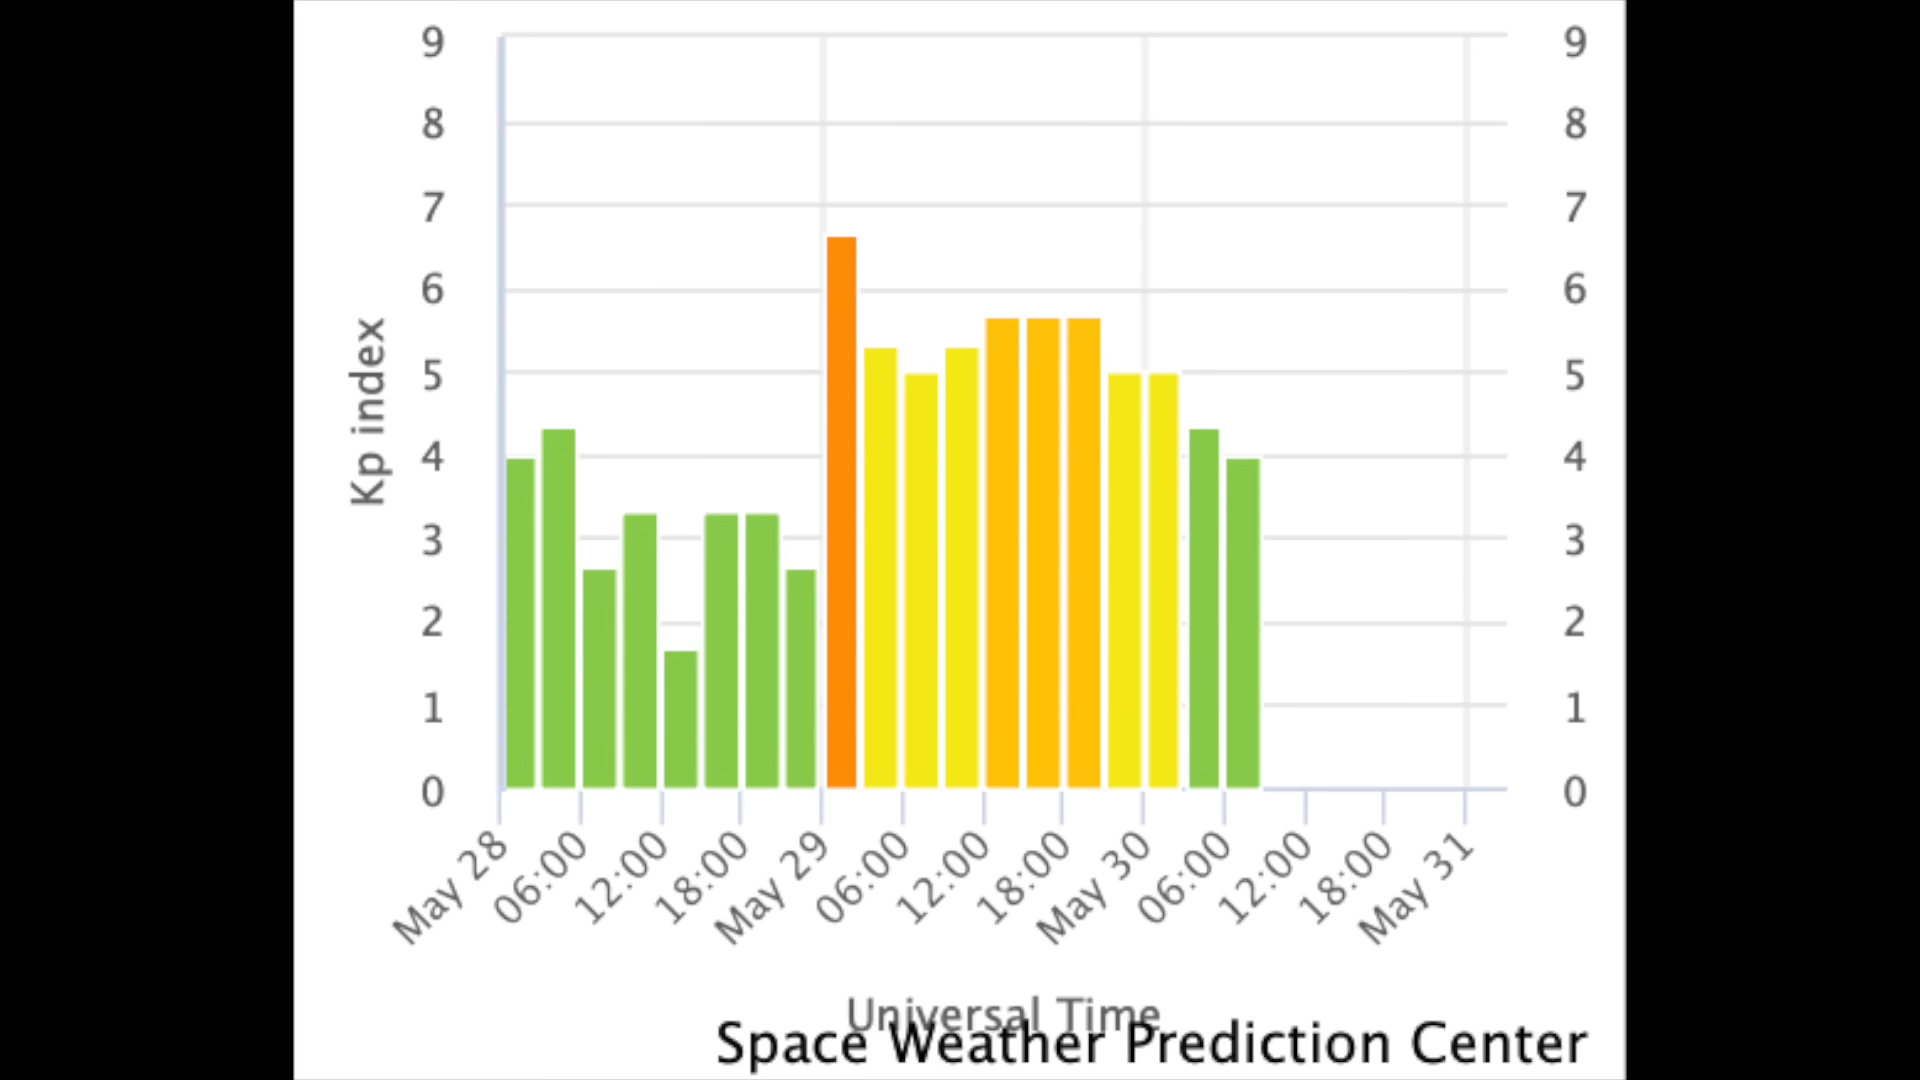 9 9
8 8
7 7
6 6
5 5
4 4
3 3
2 2
1 1
0 0
Kp index
May 28 06:00 12:00 18:00 May 29 06:00 12:00 18:00 May 30 06:00 12:00 18:00 May 31
Universal Time
Space Weather Prediction Center